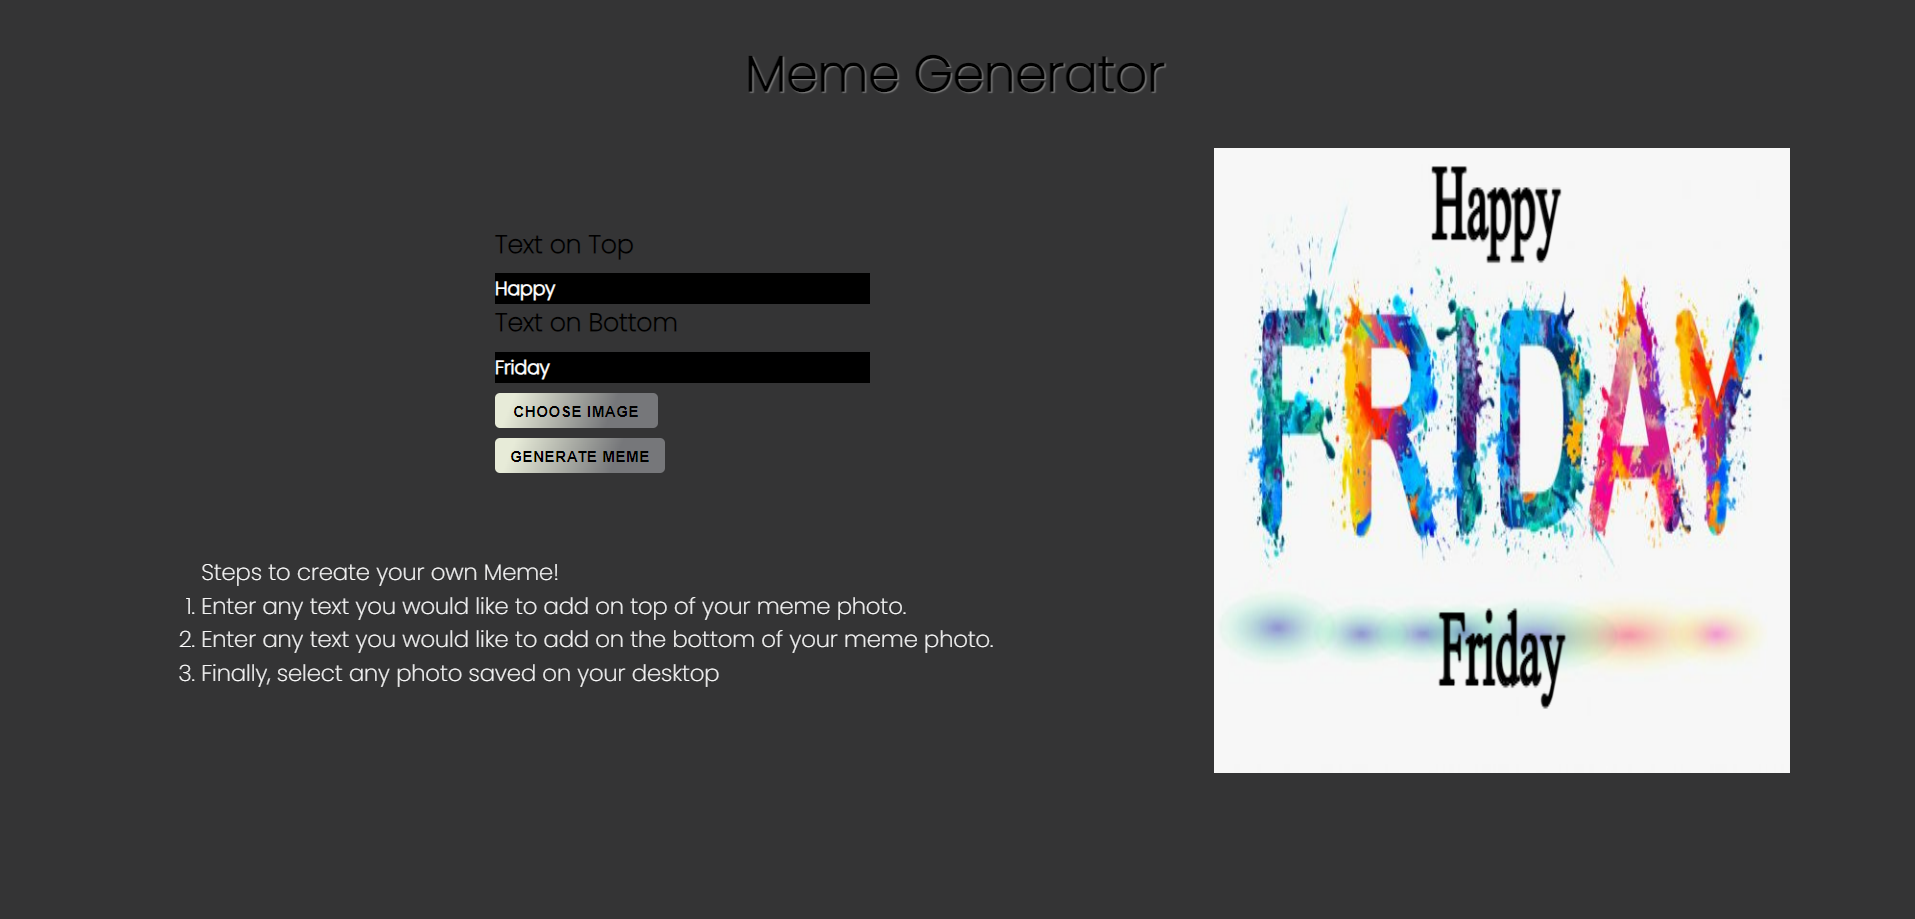 Meme Generator
Text on Top
Happy
Text on Bottom
Friday
CHOOSE IMAGE
GENERATE MEME
Steps to create your own Meme!
1. Enter any text you would like to add on top of your meme photo.
2. Enter any text you would like to add on the bottom of your meme photo.
3. Finally, select any photo saved on your desktop
Happy
FRIDAY
Friday